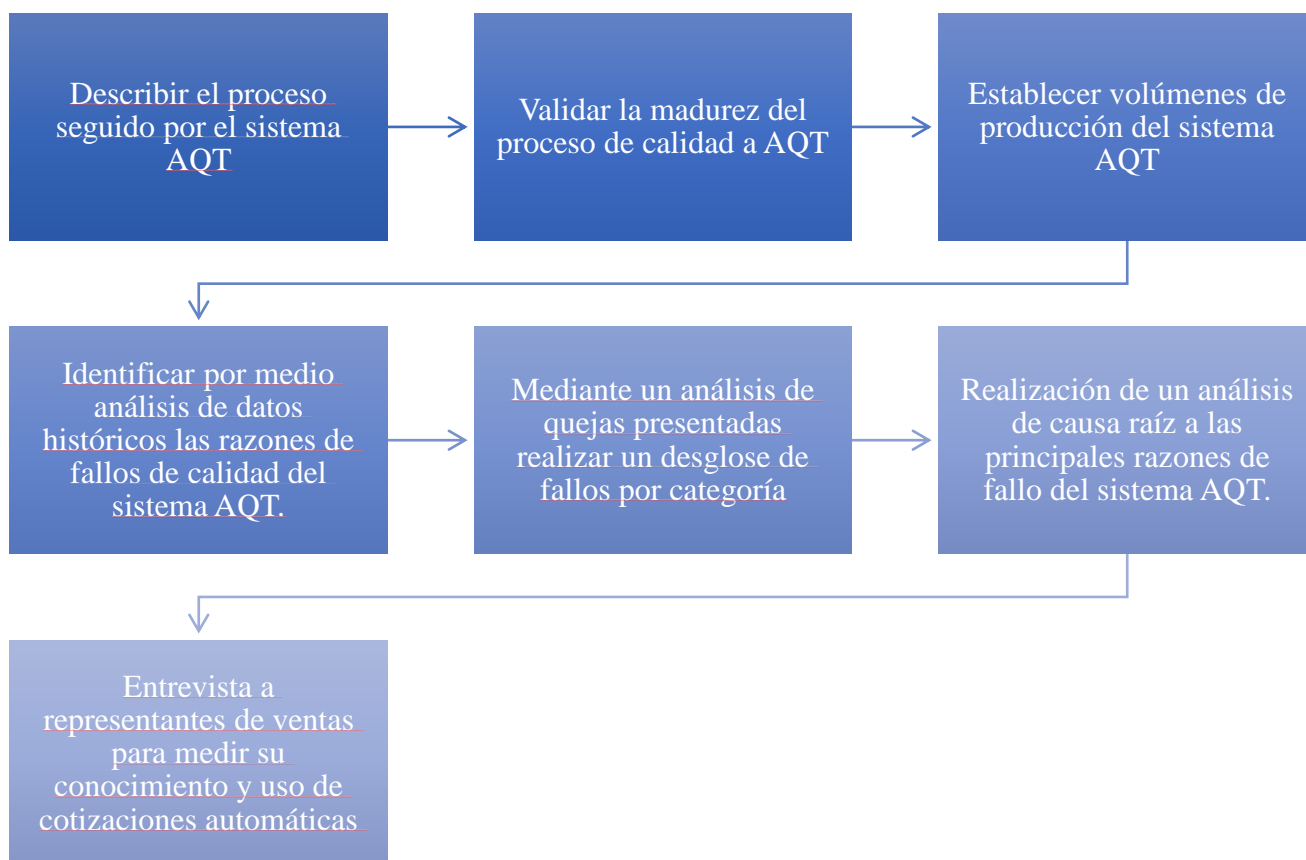 Describir el proceso
seguido por el sistema
AQT
Validar la madurez del
proceso de calidad a AQT
Establecer volúmenes de
producción del sistema
AQT
Identificar por medio
análisis de datos
históricos las razones de
fallos de calidad del
sistema AQT.
Mediante un análisis de
quejas presentadas
realizar un desglose de
fallos por categoría
Realización de un análisis
de causa raíz a las
principales razones de
fallo del sistema AQT.
Entrevista a
representantes de ventas
para medir su
conocimiento y uso de
cotizaciones automáticas